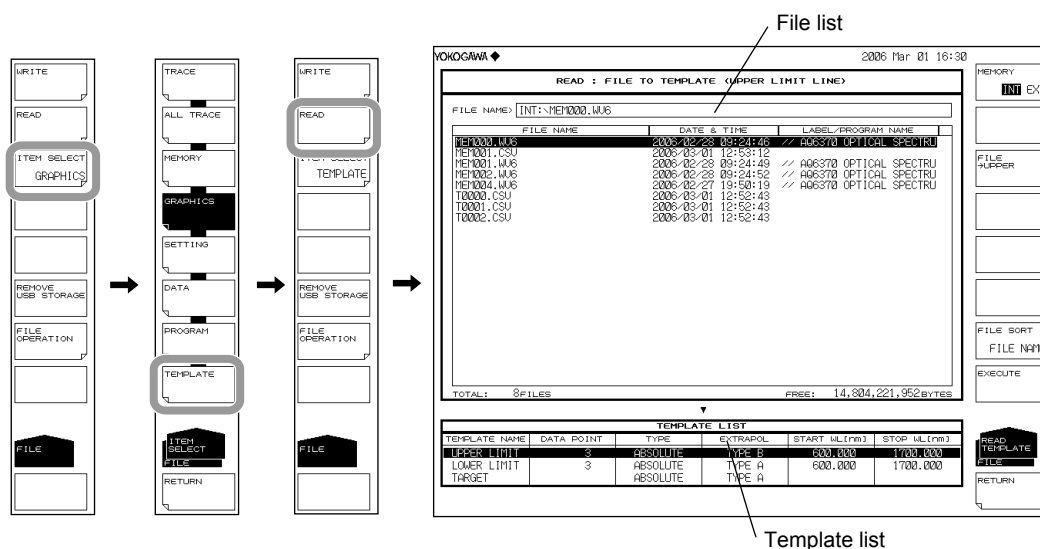 File list
WRITE
READ
ITEM SELECT
GRAPHICS
REMOVE
USB STORAGE
FILE
OPERATION
FILE
TRACE
ALL TRACE
MEMORY
GRAPHICS
SETTING
DATA
PROGRAM
TEMPLATE
ITEM
SELECT
FILE
RETURN
WRITE
READ
ITEM SELECT
TEMPLATE
REMOVE
USB STORAGE
FILE
OPERATION
FILE
YOKOGAWA 2006 Mar 01 16:30
READ : FILE TO TEMPLATE (UPPER LIMIT LINE)
FILE NAME> INT:\MEM000.WV6
FILE NAME DATE & TIME LABEL/PROGRAM NAME
MEM000.WV6 2006/02/28 09:24:46 // AQ6370 OPTICAL SPECTRU
MEM001.CSV 2006/03/01 12:53:12
MEM001.WV6 2006/02/28 09:24:49 // AQ6370 OPTICAL SPECTRU
MEM002.WV6 2006/02/28 09:24:52 // AQ6370 OPTICAL SPECTRU
MEM004.WV6 2006/02/27 19:50:19 // AQ6370 OPTICAL SPECTRU
T0000.CSV 2006/03/01 12:52:43
T0001.CSV 2006/03/01 12:52:43
T0002.CSV 2006/03/01 12:52:43
TOTAL: 8FILES FREE: 14,804,221,952BYTES
TEMPLATE LIST
TEMPLATE NAME DATA POINT TYPE EXTRAPOL START WL[nm] STOP WL[nm]
UPPER LIMIT 3 ABSOLUTE TYPE B 600.000 1700.000
LOWER LIMIT 3 ABSOLUTE TYPE A 600.000 1700.000
TARGET ABSOLUTE TYPE A
MEMORY
INT EX
FILE
→UPPER
FILE SORT
FILE NAM
EXECUTE
READ
TEMPLATE
FILE
RETURN
Template list